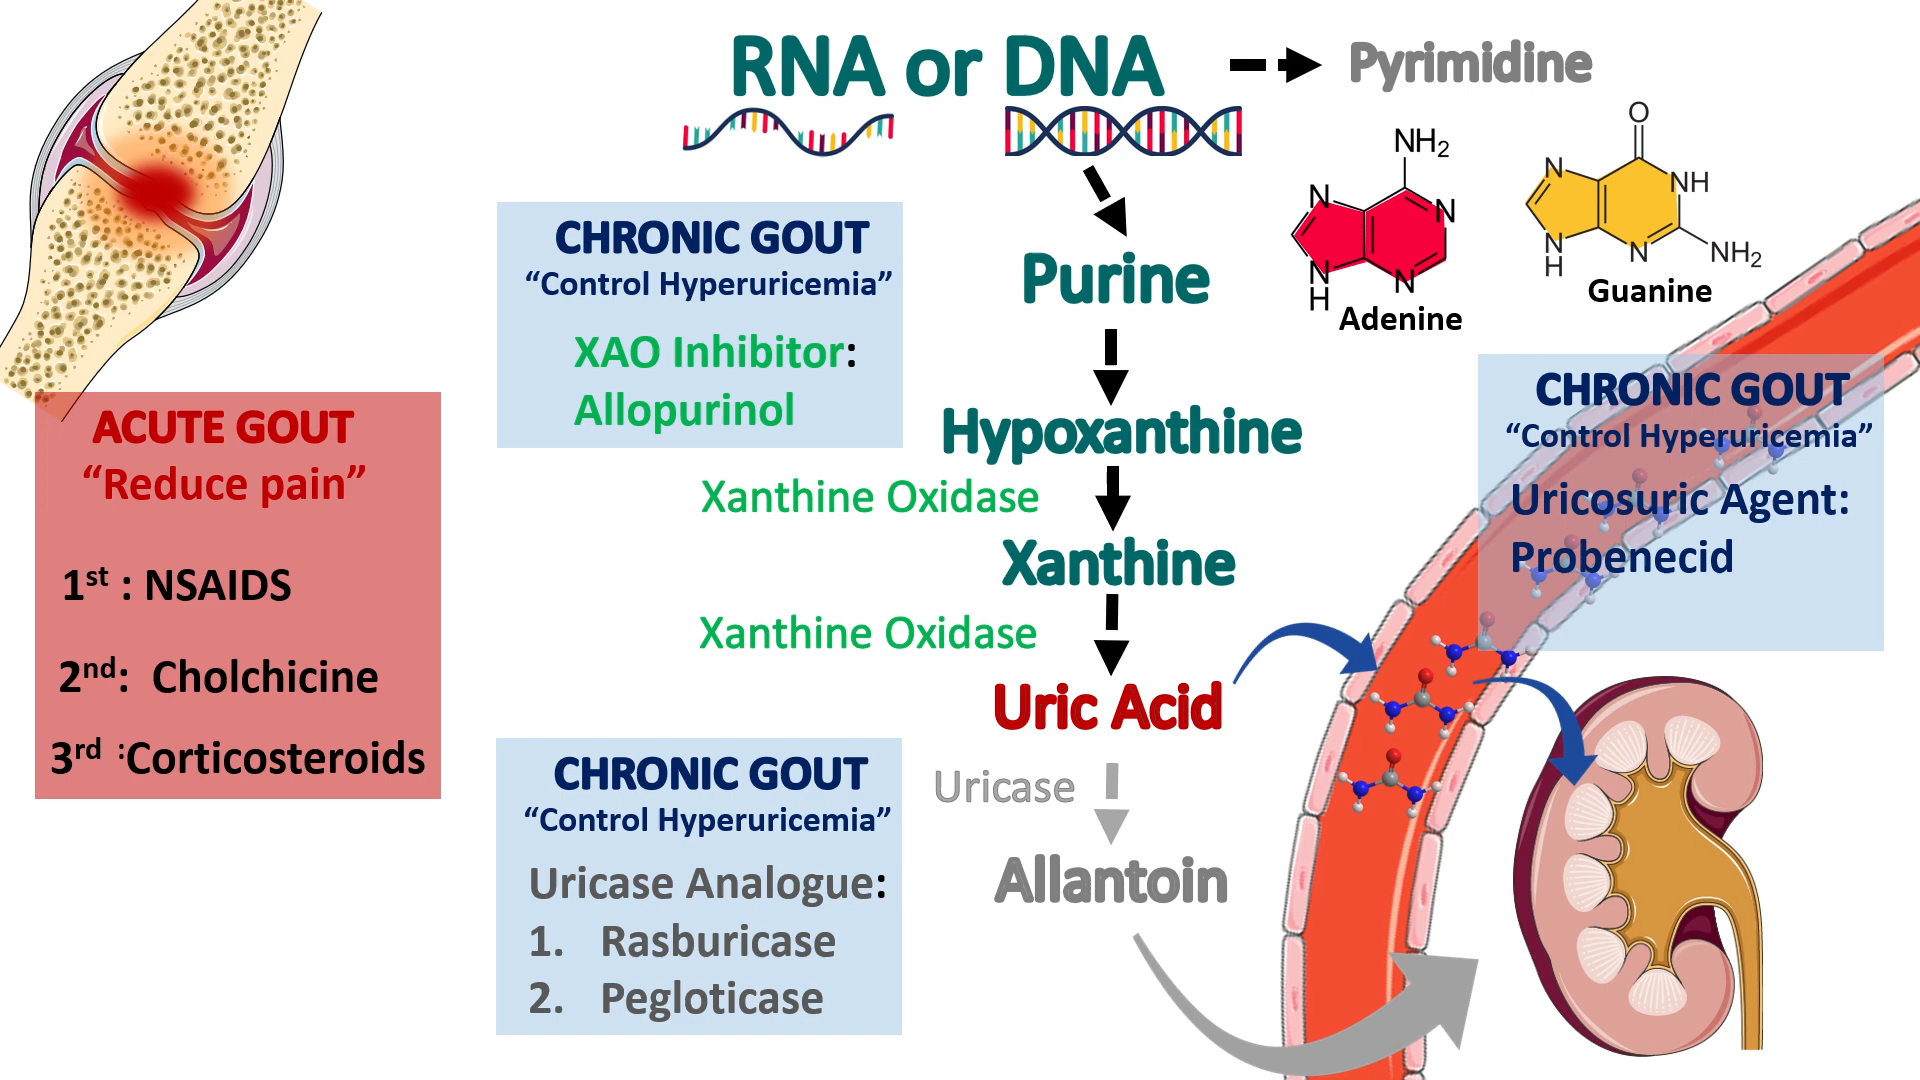 RNA or DNA
Pyrimidine
NH2
N
N
N
N
H
Adenine
O
N
NH
N
H
N
NH2
Guanine
Purine
Hypoxanthine
Xanthine Oxidase
Xanthine
Xanthine Oxidase
Uric Acid
Uricase
Allantoin
ACUTE GOUT
“Reduce pain”
1st : NSAIDS
2nd: Cholchicine
3rd :Corticosteroids
CHRONIC GOUT
“Control Hyperuricemia”
XAO Inhibitor:
Allopurinol
CHRONIC GOUT
“Control Hyperuricemia”
Uricase Analogue:
1. Rasburicase
2. Pegloticase
CHRONIC GOUT
“Control Hyperuricemia”
Uricosuric Agent:
Probenecid